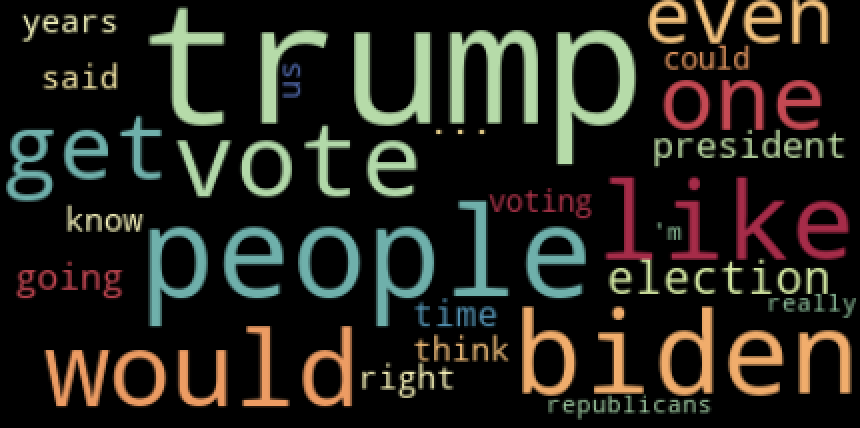 years trump even
said us could
one
get vote ... president
know people voting like
'm
going election
time really
would think biden
right
republicans